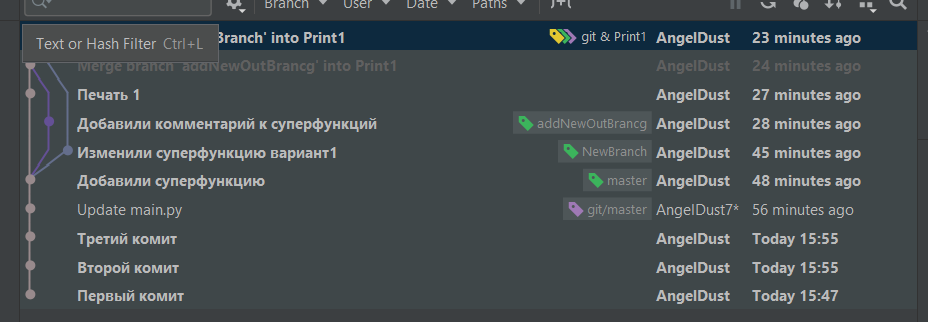 Branch User Date Paths
Text or Hash Filter Ctrl+L
Branch' into Print1 git & Print1 AngelDust 23 minutes ago
Merge branch 'addNewOutBrancg' into Print1 AngelDust 24 minutes ago
Печать 1 AngelDust 27 minutes ago
Добавили комментарий к суперфункций addNewOutBrancg AngelDust 28 minutes ago
Изменили суперфункцию вариант1 NewBranch AngelDust 45 minutes ago
Добавили суперфункцию master AngelDust 48 minutes ago
Update main.py git/master AngelDust7* 56 minutes ago
Третий комит AngelDust Today 15:55
Второй комит AngelDust Today 15:55
Первый комит AngelDust Today 15:47